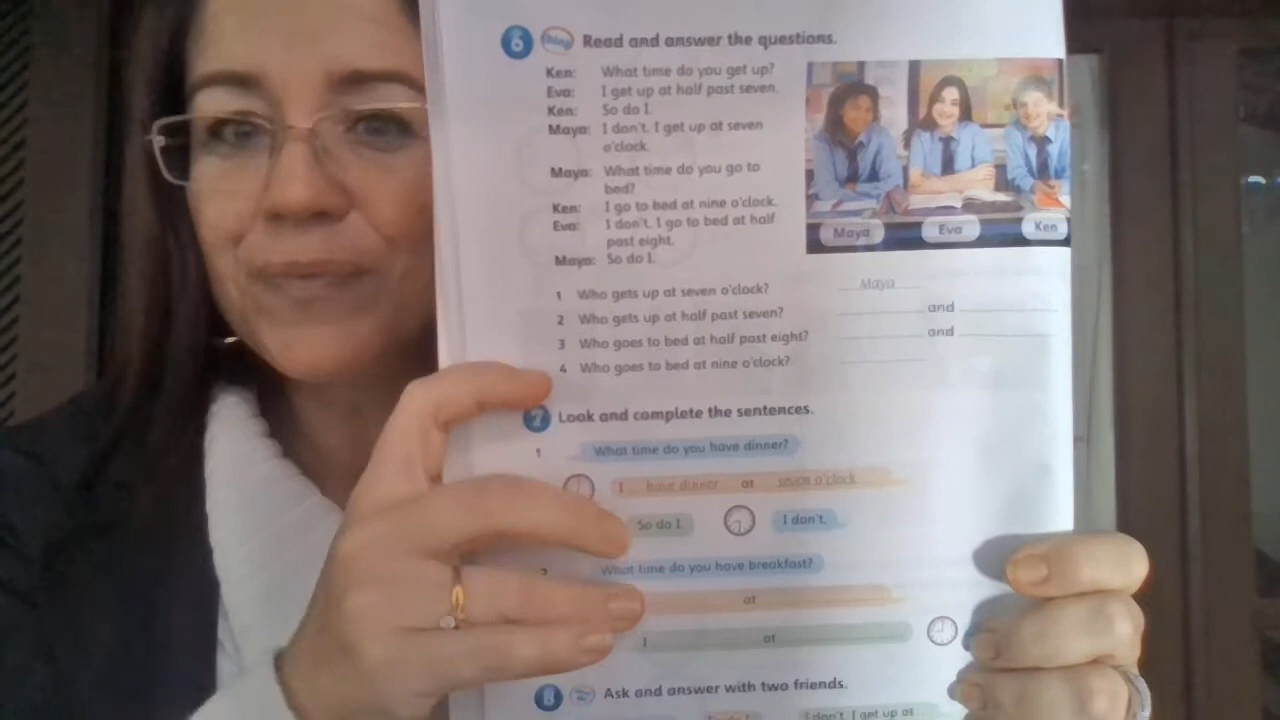 6 Read and answer the questions.
Ken: What time do you get up?
Eva: I get up at half past seven.
Ken: So do I.
Maya: I don't. I get up at seven
o'clock.
Maya: What time do you go to
bed?
Ken: I go to bed at nine o'clock.
Eva: I don't. I go to bed at half
past eight.
Maya: So do I.
Maya Eva Ken
1 Who gets up at seven o'clock? Maya
2 Who gets up at half past seven? and
3 Who goes to bed at half past eight? and
4 Who goes to bed at nine o'clock?
7 Look and complete the sentences.
1 What time do you have dinner?
I have dinner at seven o'clock
So do I. I don't.
What time do you have breakfast?
at
I at
8 Ask and answer with two friends.
I don't. I get up at